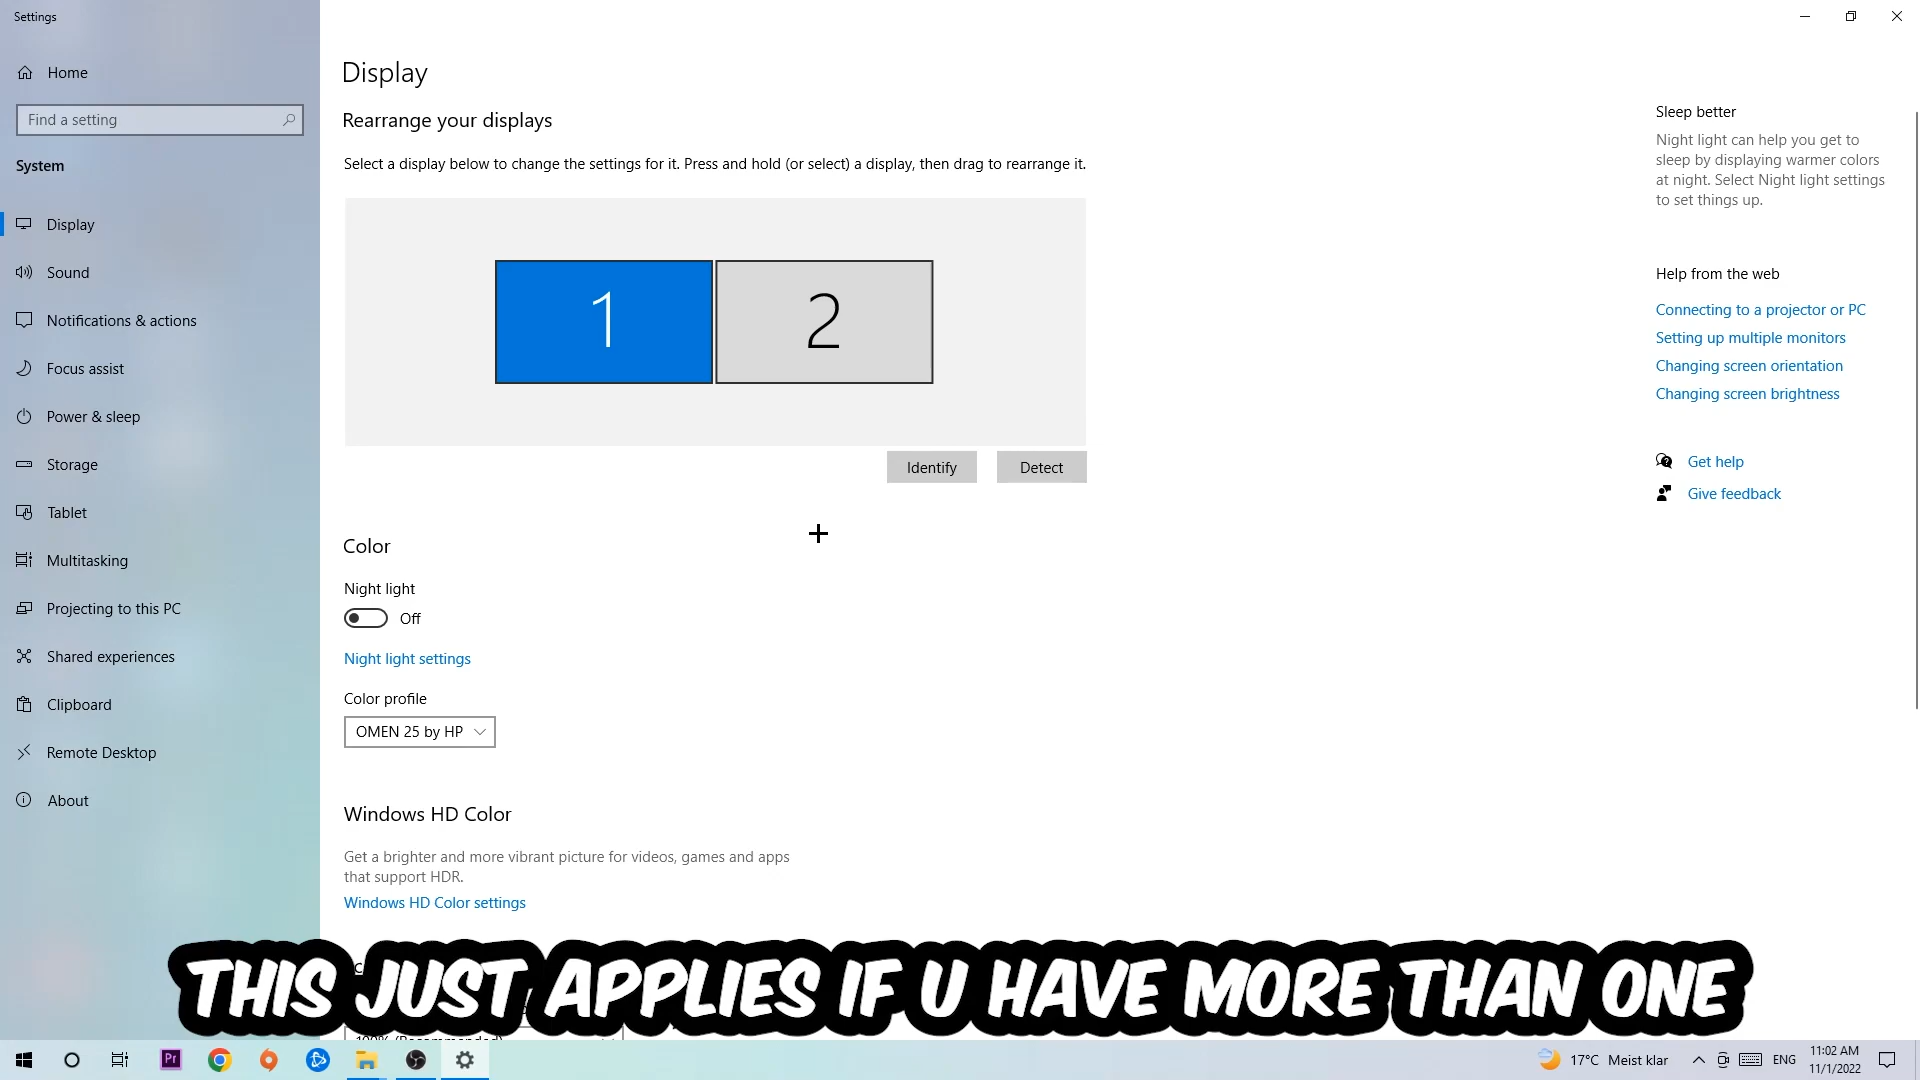 Settings
Home
Find a setting
System
Display
Sound
Notifications & actions
Focus assist
Power & sleep
Storage
Tablet
Multitasking
Projecting to this PC
Shared experiences
Clipboard
Remote Desktop
About
Display
Rearrange your displays
Select a display below to change the settings for it. Press and hold (or select) a display, then drag to rearrange it.
1
2
Identify
Detect
Color
Night light
Off
Night light settings
Color profile
OMEN 25 by HP
Windows HD Color
Get a brighter and more vibrant picture for videos, games and apps
that support HDR.
Windows HD Color settings
Sleep better
Night light can help you get to
sleep by displaying warmer colors
at night. Select Night light settings
to set things up.
Help from the web
Connecting to a projector or PC
Setting up multiple monitors
Changing screen orientation
Changing screen brightness
Get help
Give feedback
THIS JUST APPLIES IF U HAVE MORE THAN ONE
100% (Recommended)
Pr
17°C Meist klar
ENG
11:02 AM
11/1/2022